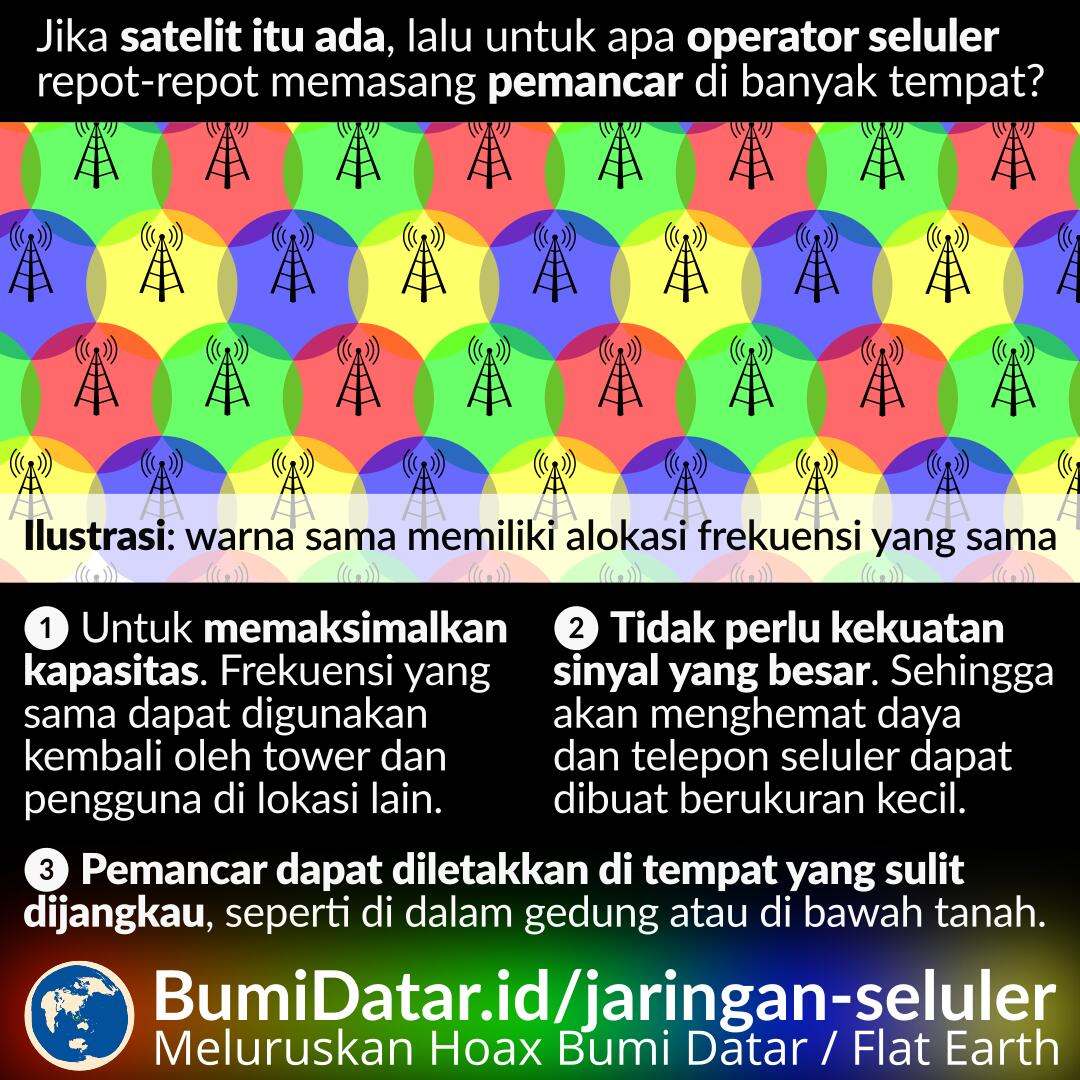 Jika satelit itu ada, lalu untuk apa operator seluler
repot-repot memasang pemancar di banyak tempat?
Ilustrasi: warna sama memiliki alokasi frekuensi yang sama
1 Untuk memaksimalkan
kapasitas. Frekuensi yang
sama dapat digunakan
kembali oleh tower dan
pengguna di lokasi lain.
2 Tidak perlu kekuatan
sinyal yang besar. Sehingga
akan menghemat daya
dan telepon seluler dapat
dibuat berukuran kecil.
3 Pemancar dapat diletakkan di tempat yang sulit
dijangkau, seperti di dalam gedung atau di bawah tanah.
BumiDatar.id/jaringan-seluler
Meluruskan Hoax Bumi Datar / Flat Earth